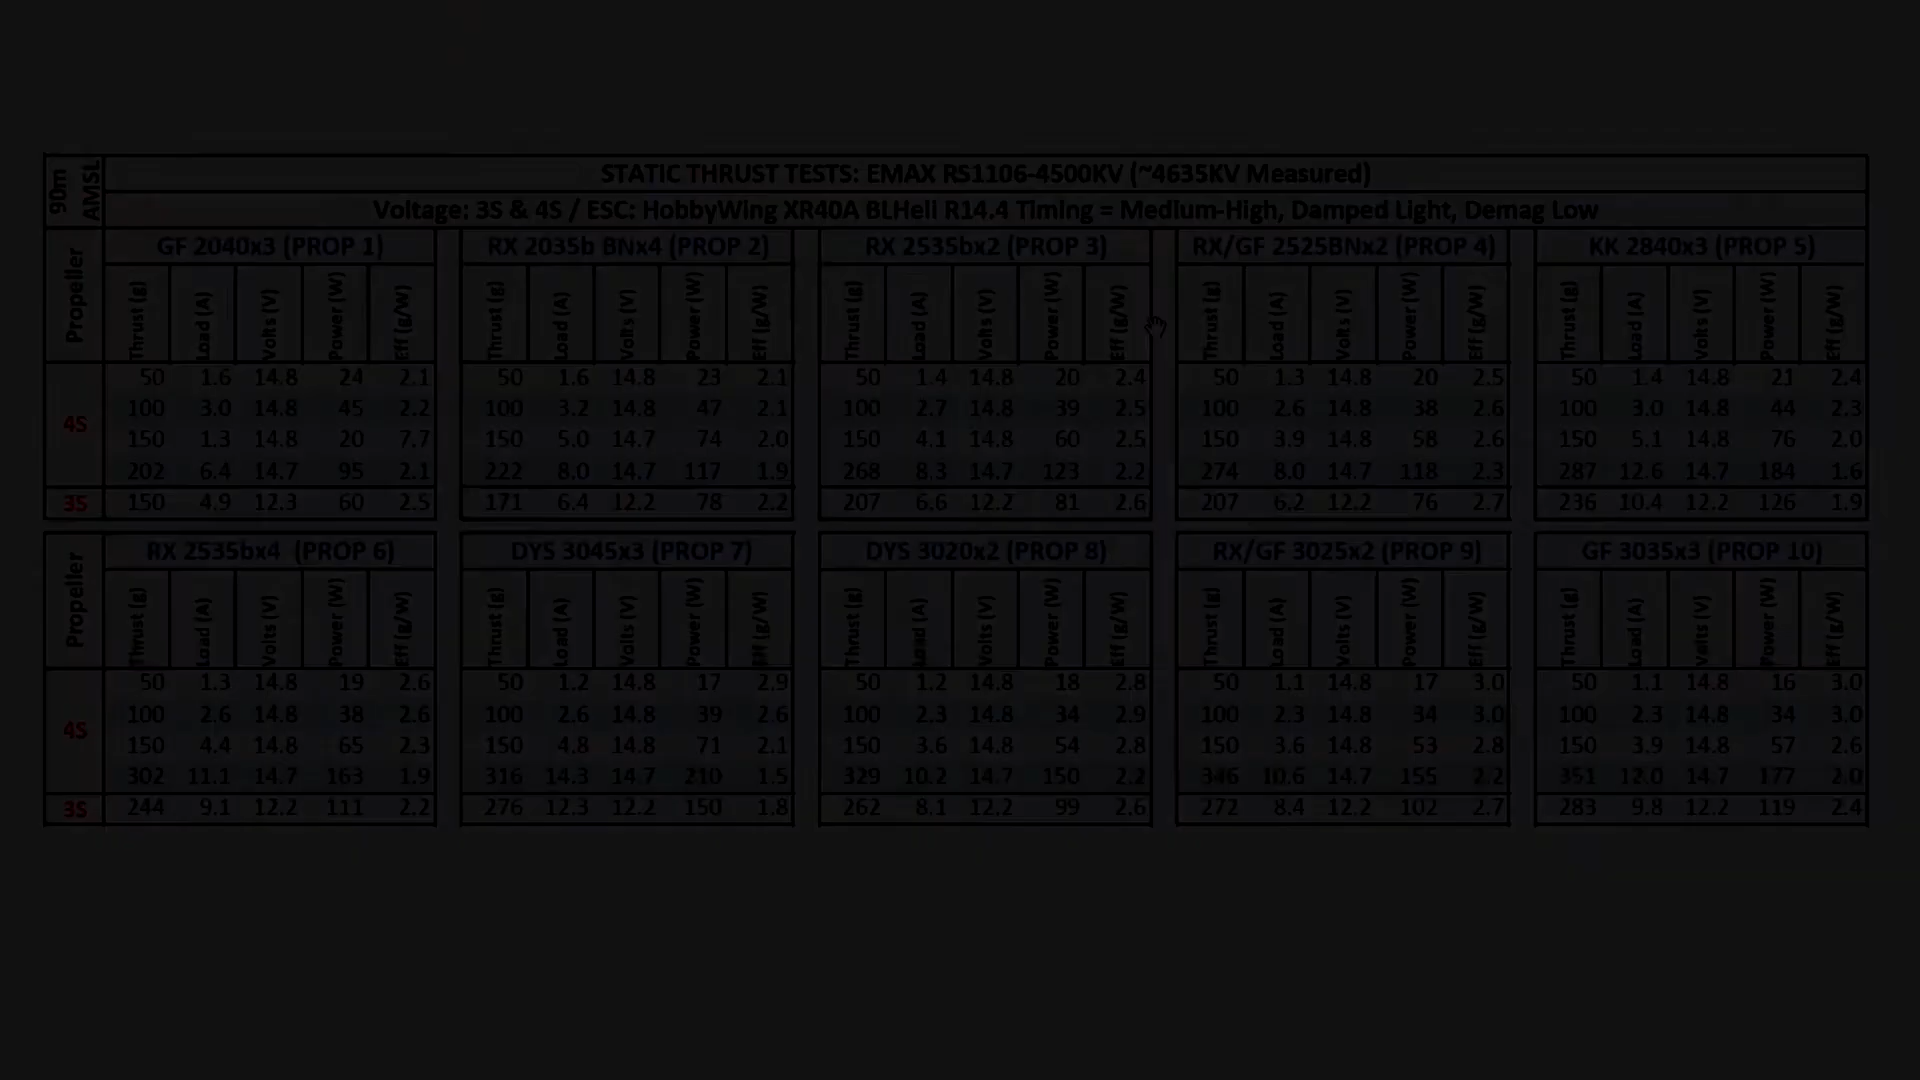 90m AMSL
STATIC THRUST TESTS: EMAX RS1106-4500KV (~4635KV Measured)
Voltage: 3S & 4S / ESC: HobbyWing XR40A BLHeli R14.4 Timing = Medium-High, Damped Light, Demag Low
Propeller GF 2040x3 (PROP 1) RX 2035b BNx4 (PROP 2) RX 2535bx2 (PROP 3) RX/GF 2525BNx2 (PROP 4) KK 2840x3 (PROP 5)
Thrust (g) Load (A) Volts (V) Power (W) Eff (g/W) Thrust (g) Load (A) Volts (V) Power (W) Eff (g/W) Thrust (g) Load (A) Volts (V) Power (W) Eff (g/W) Thrust (g) Load (A) Volts (V) Power (W) Eff (g/W) Thrust (g) Load (A) Volts (V) Power (W) Eff (g/W)
4S
50 1.6 14.8 24 2.1 50 1.6 14.8 23 2.1 50 1.4 14.8 20 2.4 50 1.3 14.8 20 2.5 50 1.4 14.8 21 2.4
100 3.0 14.8 45 2.2 100 3.2 14.8 47 2.1 100 2.7 14.8 39 2.5 100 2.6 14.8 38 2.6 100 3.0 14.8 44 2.3
150 1.3 14.8 20 7.7 150 5.0 14.7 74 2.0 150 4.1 14.8 60 2.5 150 3.9 14.8 58 2.6 150 5.1 14.8 76 2.0
202 6.4 14.7 95 2.1 222 8.0 14.7 117 1.9 268 8.3 14.7 123 2.2 274 8.0 14.7 118 2.3 287 12.6 14.7 184 1.6
3S 150 4.9 12.3 60 2.5 171 6.4 12.2 78 2.2 207 6.6 12.2 81 2.6 207 6.2 12.2 76 2.7 236 10.4 12.2 126 1.9
Propeller RX 2535bx4 (PROP 6) DYS 3045x3 (PROP 7) DYS 3020x2 (PROP 8) RX/GF 3025x2 (PROP 9) GF 3035x3 (PROP 10)
Thrust (g) Load (A) Volts (V) Power (W) Eff (g/W) Thrust (g) Load (A) Volts (V) Power (W) Eff (g/W) Thrust (g) Load (A) Volts (V) Power (W) Eff (g/W) Thrust (g) Load (A) Volts (V) Power (W) Eff (g/W) Thrust (g) Load (A) Volts (V) Power (W) Eff (g/W)
4S
50 1.3 14.8 19 2.6 50 1.2 14.8 17 2.9 50 1.2 14.8 18 2.8 50 1.1 14.8 17 3.0 50 1.1 14.8 16 3.0
100 2.6 14.8 38 2.6 100 2.6 14.8 39 2.6 100 2.3 14.8 34 2.9 100 2.3 14.8 34 3.0 100 2.3 14.8 34 3.0
150 4.4 14.8 65 2.3 150 4.8 14.8 71 2.1 150 3.6 14.8 54 2.8 150 3.6 14.8 53 2.8 150 3.9 14.8 57 2.6
302 11.1 14.7 163 1.9 316 14.3 14.7 210 1.5 329 10.2 14.7 150 2.2 346 10.6 14.7 155 2.2 351 12.0 14.7 177 2.0
3S 244 9.1 12.2 111 2.2 276 12.3 12.2 150 1.8 262 8.1 12.2 99 2.6 272 8.4 12.2 102 2.7 283 9.8 12.2 119 2.4